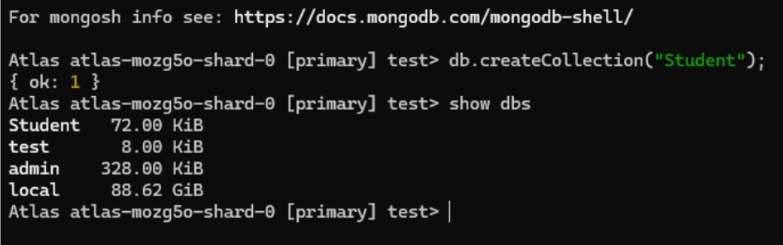 For mongosh info see: https://docs.mongodb.com/mongodb-shell/
Atlas atlas-mozg5o-shard-0 [primary] test> db.createCollection("Student");
{ ok: 1 }
Atlas atlas-mozg5o-shard-0 [primary] test> show dbs
Student   72.00 KiB
test       8.00 KiB
admin    328.00 KiB
local     88.62 GiB
Atlas atlas-mozg5o-shard-0 [primary] test>